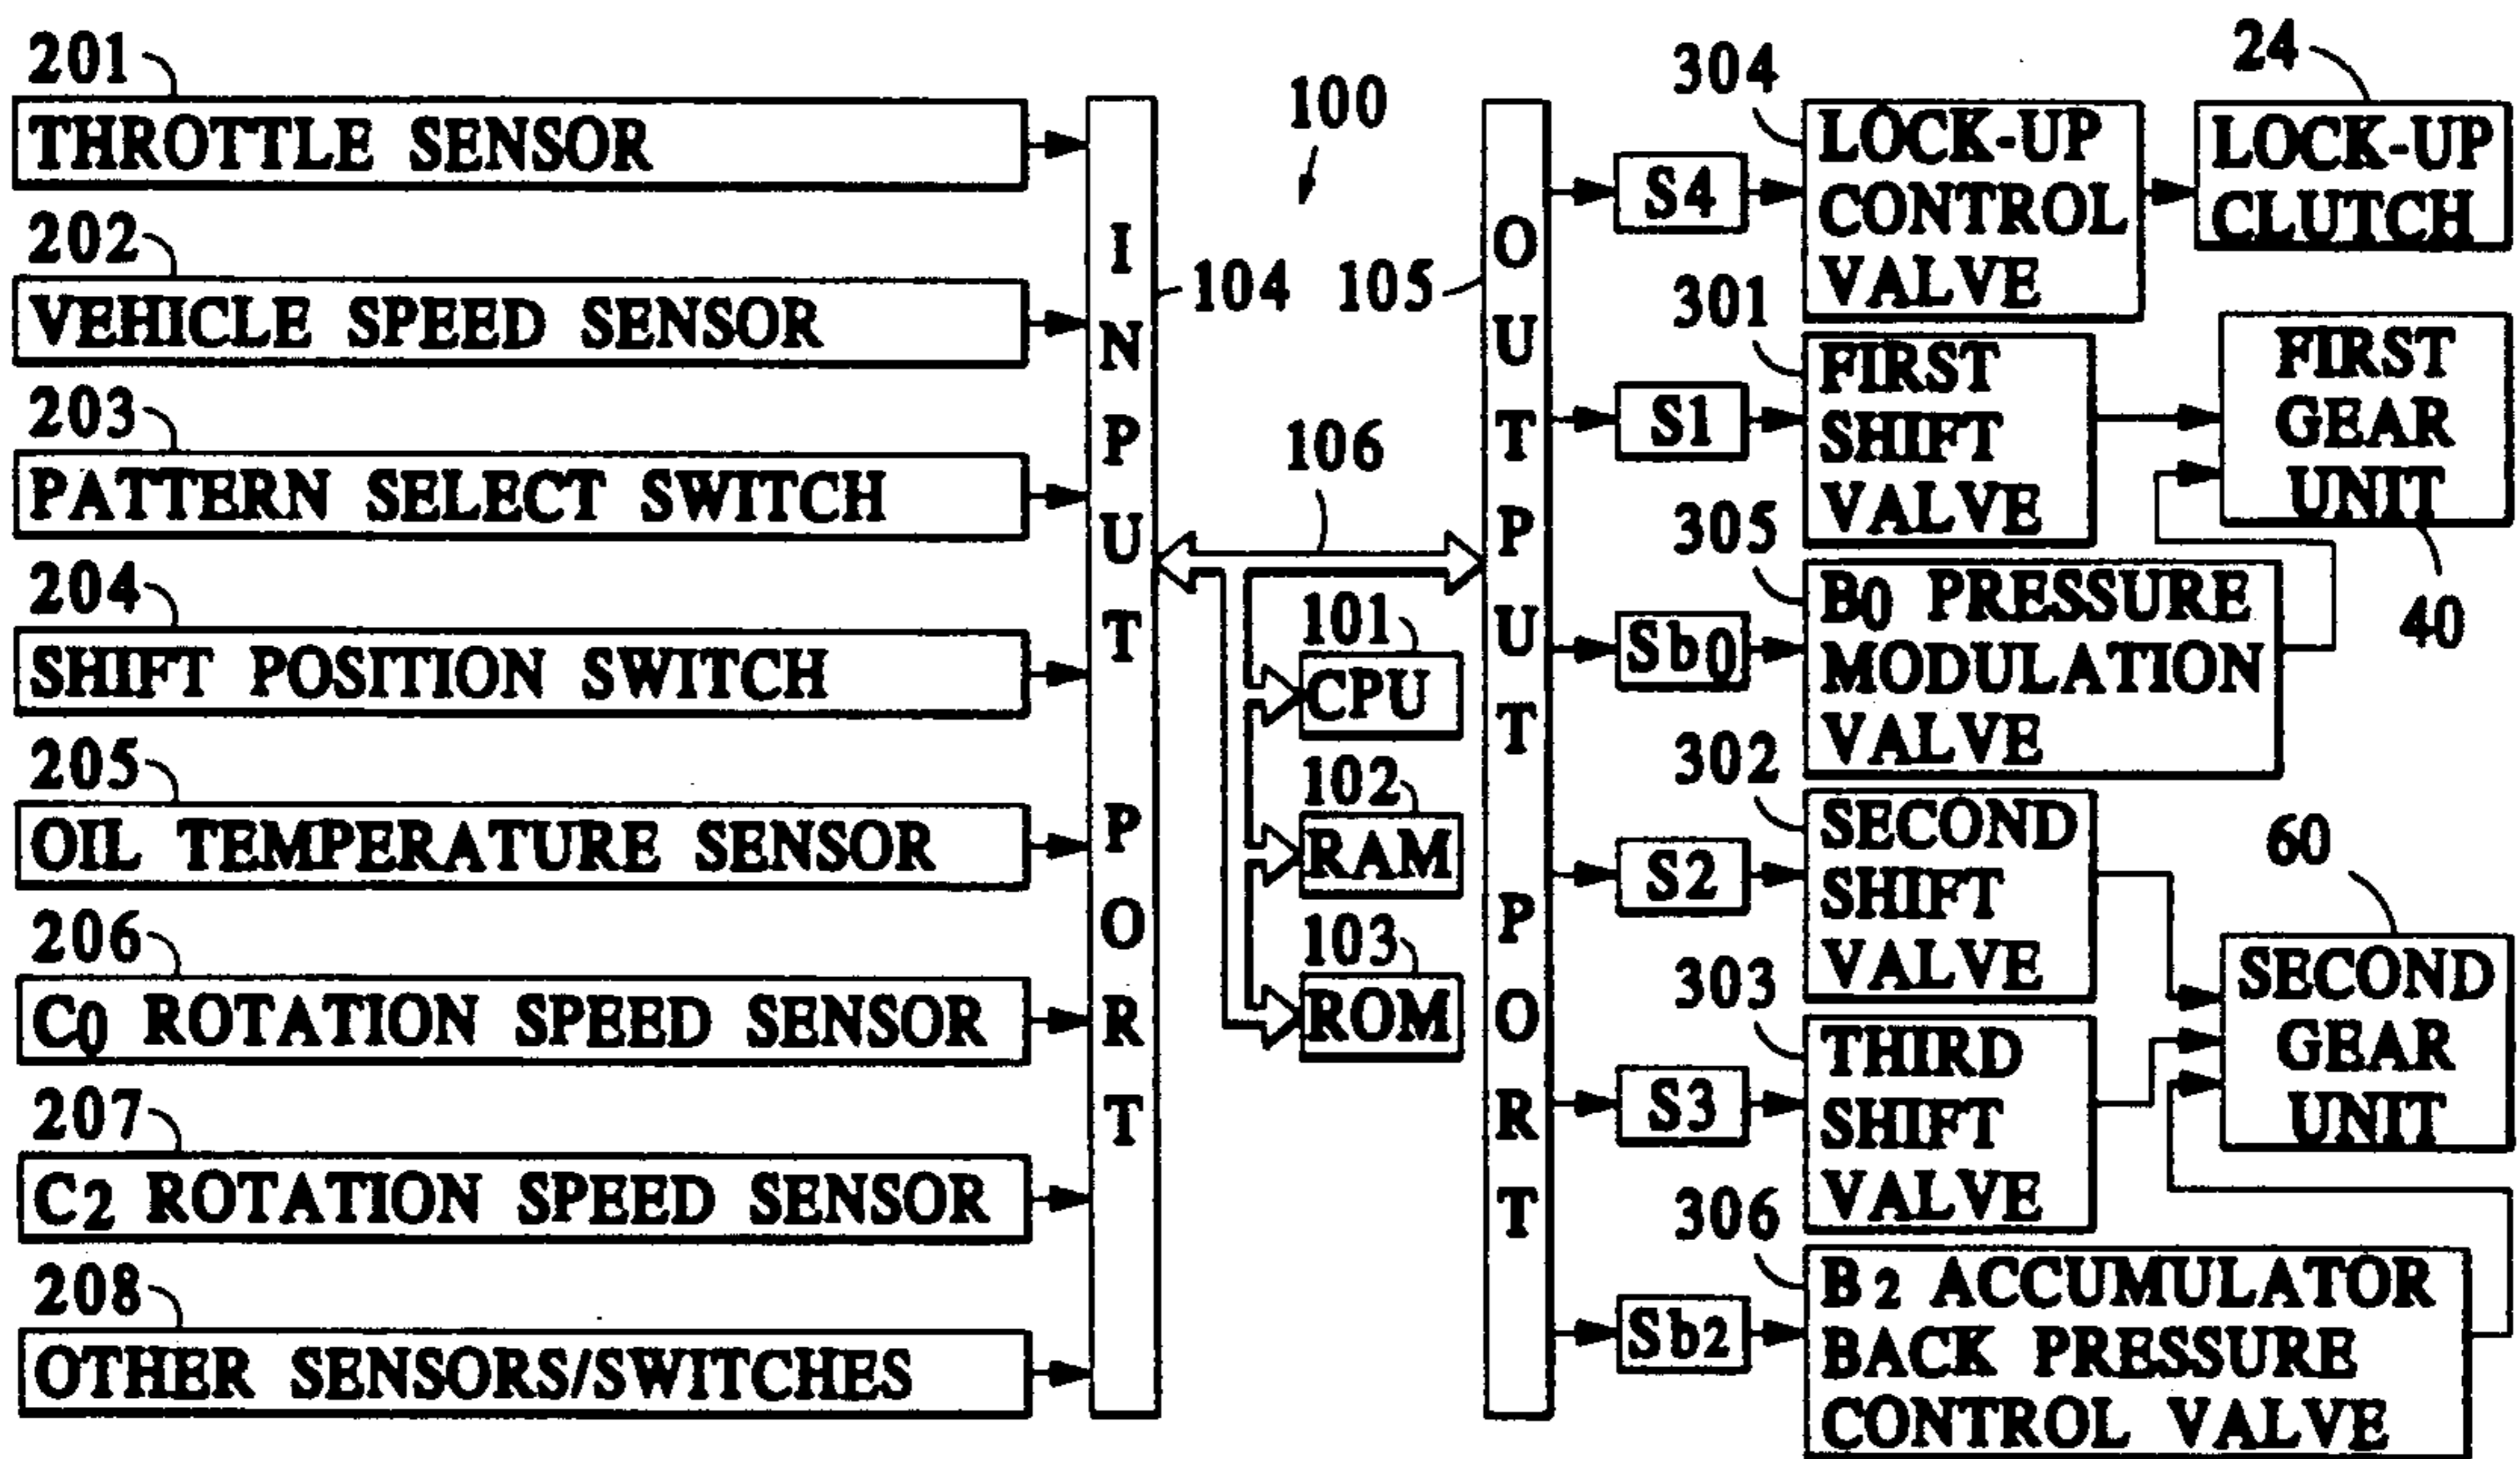 201
THROTTLE SENSOR
202
VEHICLE SPEED SENSOR
203
PATTERN SELECT SWITCH
204
SHIFT POSITION SWITCH
205
OIL TEMPERATURE SENSOR
206
C0 ROTATION SPEED SENSOR
207
C2 ROTATION SPEED SENSOR
208
OTHER SENSORS/SWITCHES
INPUT PORT
104
100
106
101
CPU
102
RAM
103
ROM
105
OUTPUT PORT
S4
S1
Sb0
S2
S3
Sb2
304
LOCK-UP
CONTROL
VALVE
301
FIRST
SHIFT
VALVE
305
B0 PRESSURE
MODULATION
VALVE
302
SECOND
SHIFT
VALVE
303
THIRD
SHIFT
VALVE
306
B2 ACCUMULATOR
BACK PRESSURE
CONTROL VALVE
24
LOCK-UP
CLUTCH
FIRST
GEAR
UNIT
40
60
SECOND
GEAR
UNIT